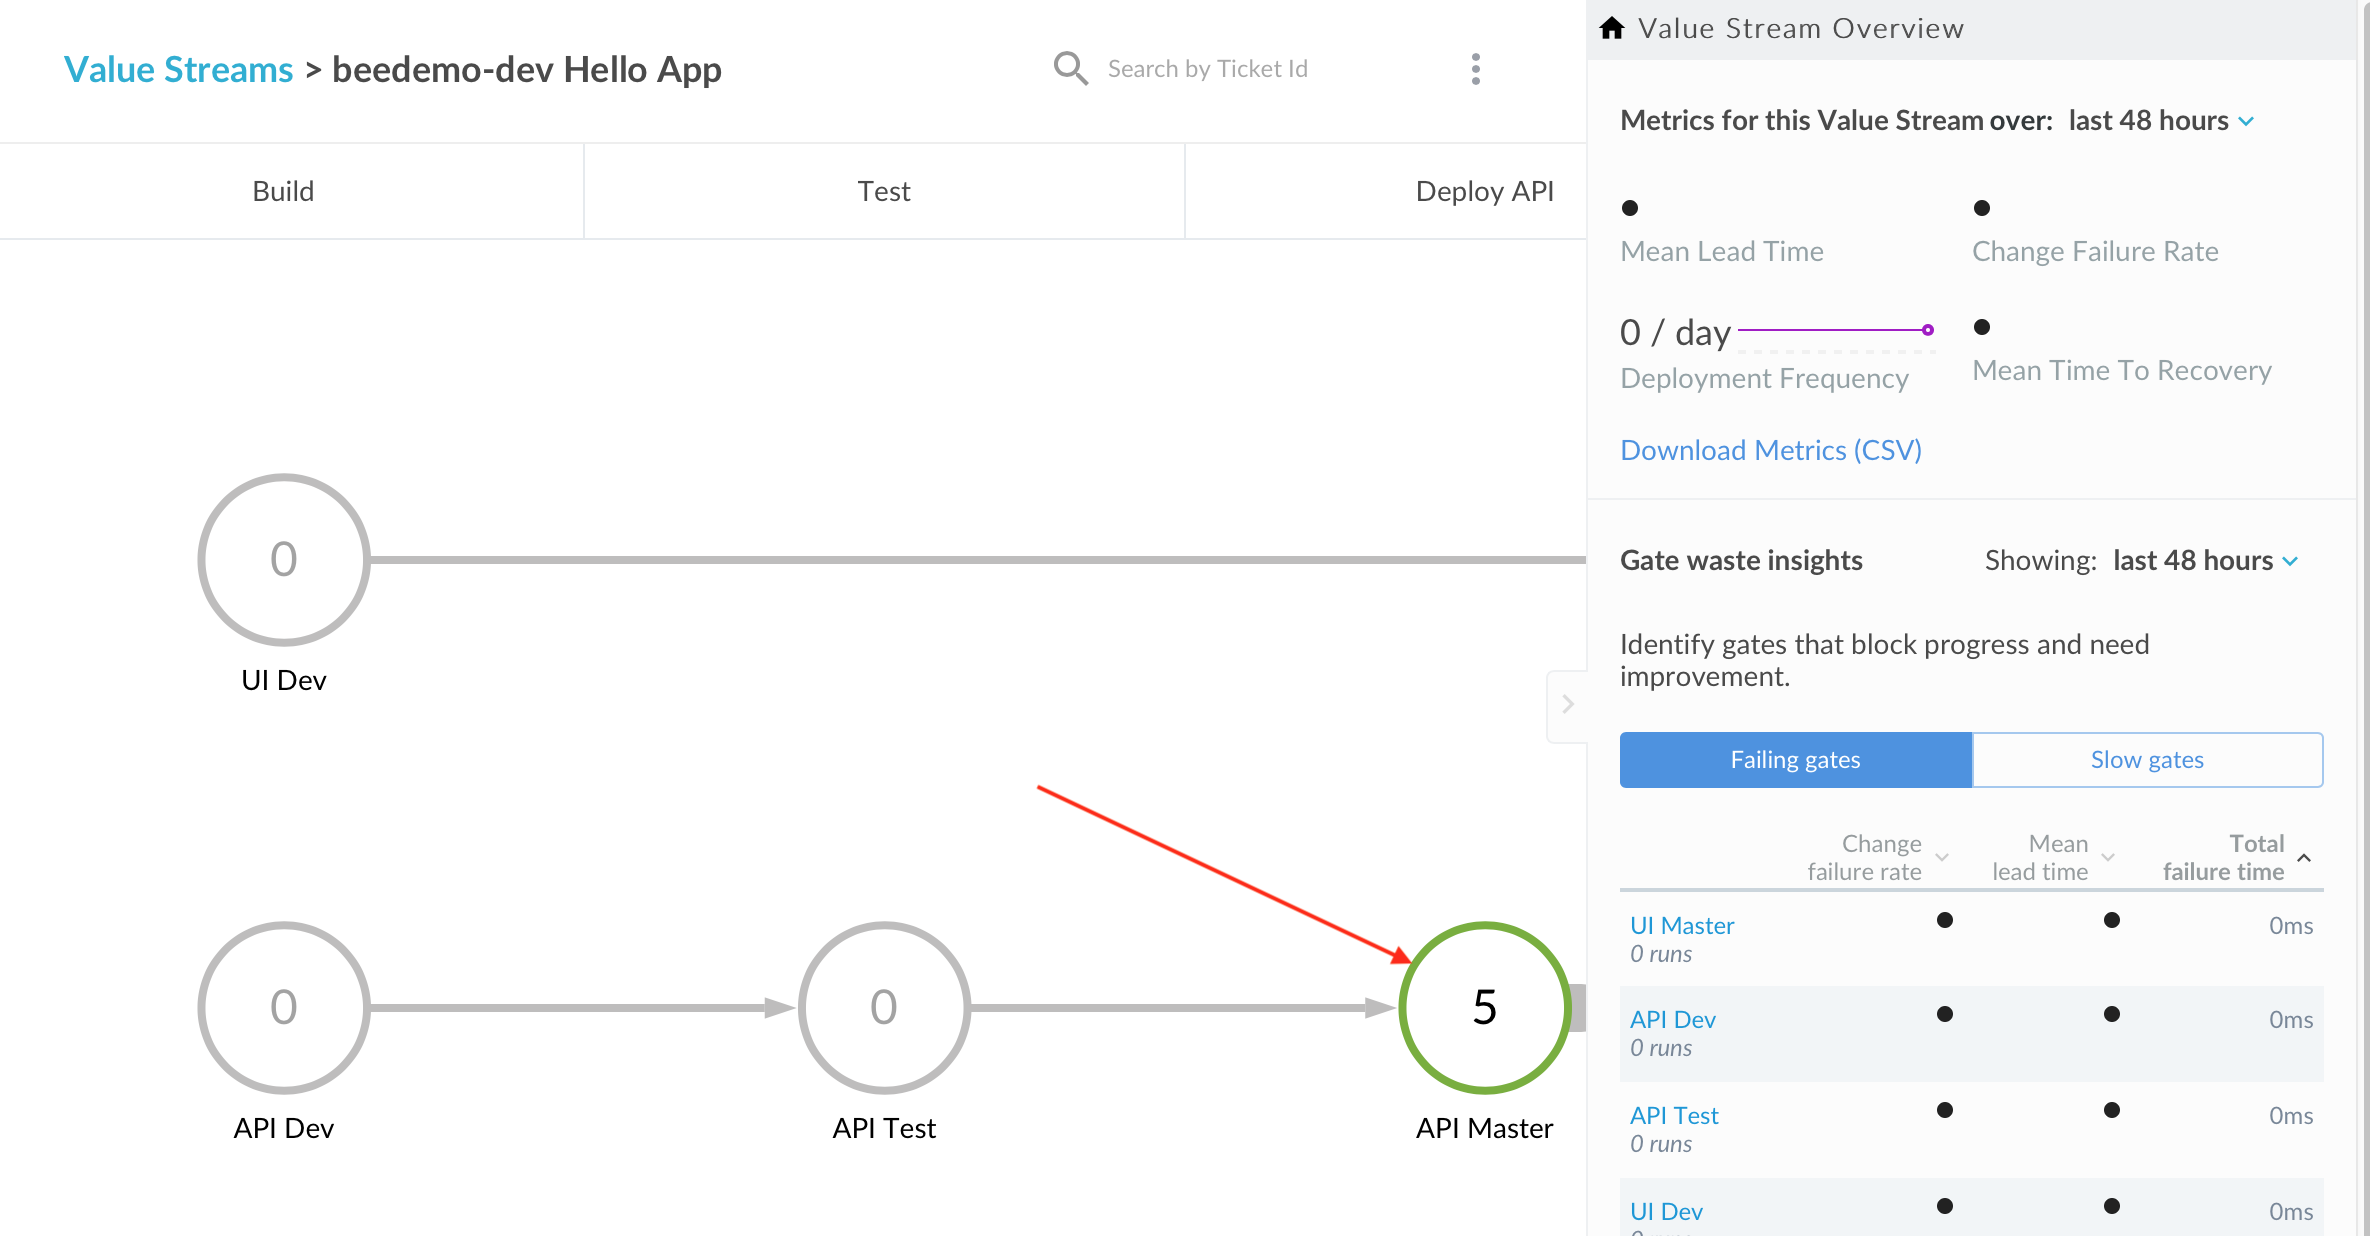 Value Streams > beedemo-dev Hello App
Search by Ticket Id
Build
Test
Deploy API
0
UI Dev
0
API Dev
0
API Test
5
API Master
Value Stream Overview
Metrics for this Value Stream over: last 48 hours
Mean Lead Time
Change Failure Rate
0 / day
Deployment Frequency
Mean Time To Recovery
Download Metrics (CSV)
Gate waste insights
Showing: last 48 hours
Identify gates that block progress and need
improvement.
Failing gates
Slow gates
Change
failure rate
Mean
lead time
Total
failure time
UI Master
0ms
0 runs
API Dev
0ms
0 runs
API Test
0ms
0 runs
UI Dev
0ms